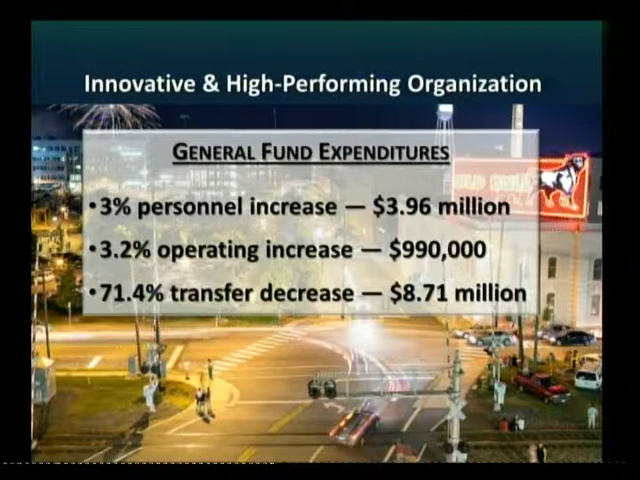 Innovative & High-Performing Organization
GENERAL FUND EXPENDITURES
•3% personnel increase — $3.96 million
•3.2% operating increase — $990,000
•71.4% transfer decrease — $8.71 million